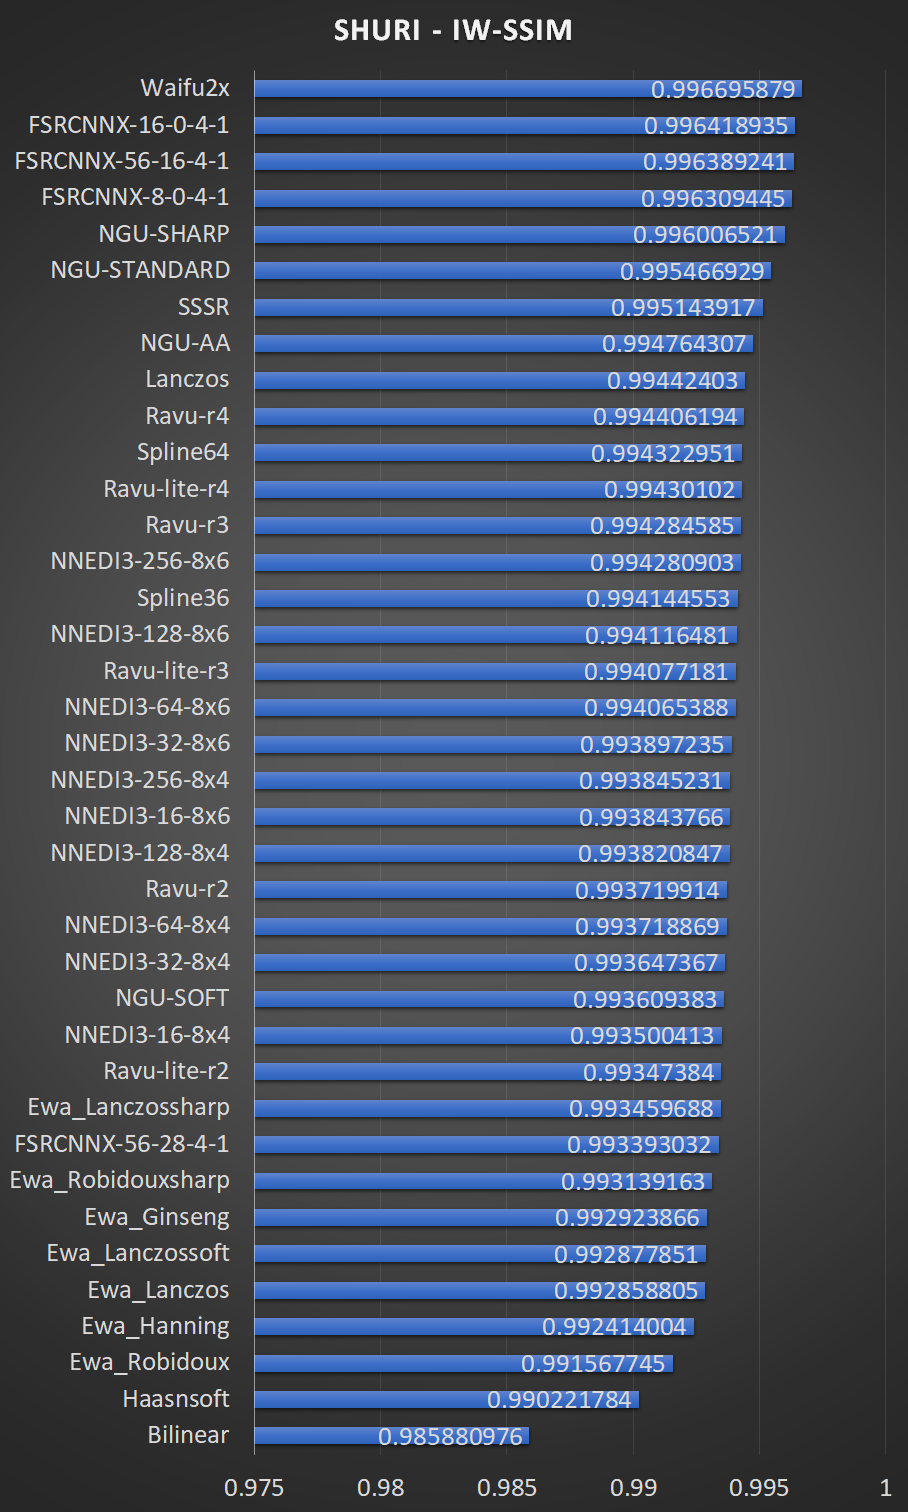 SHURI - IW-SSIM
Waifu2x 0.996695879
FSRCNNX-16-0-4-1 0.996418935
FSRCNNX-56-16-4-1 0.996389241
FSRCNNX-8-0-4-1 0.996309445
NGU-SHARP 0.996006521
NGU-STANDARD 0.995466929
SSSR 0.995143917
NGU-AA 0.994764307
Lanczos 0.99442403
Ravu-r4 0.994406194
Spline64 0.994322951
Ravu-lite-r4 0.99430102
Ravu-r3 0.994284585
NNEDI3-256-8x6 0.994280903
Spline36 0.994144553
NNEDI3-128-8x6 0.994116481
Ravu-lite-r3 0.994077181
NNEDI3-64-8x6 0.994065388
NNEDI3-32-8x6 0.993897235
NNEDI3-256-8x4 0.993845231
NNEDI3-16-8x6 0.993843766
NNEDI3-128-8x4 0.993820847
Ravu-r2 0.993719914
NNEDI3-64-8x4 0.993718869
NNEDI3-32-8x4 0.993647367
NGU-SOFT 0.993609383
NNEDI3-16-8x4 0.993500413
Ravu-lite-r2 0.99347384
Ewa_Lanczossharp 0.993459688
FSRCNNX-56-28-4-1 0.993393032
Ewa_Robidouxsharp 0.993139163
Ewa_Ginseng 0.992923866
Ewa_Lanczossoft 0.992877851
Ewa_Lanczos 0.992858805
Ewa_Hanning 0.992414004
Ewa_Robidoux 0.991567745
Haasnsoft 0.990221784
Bilinear 0.985880976
0.975 0.98 0.985 0.99 0.995 1